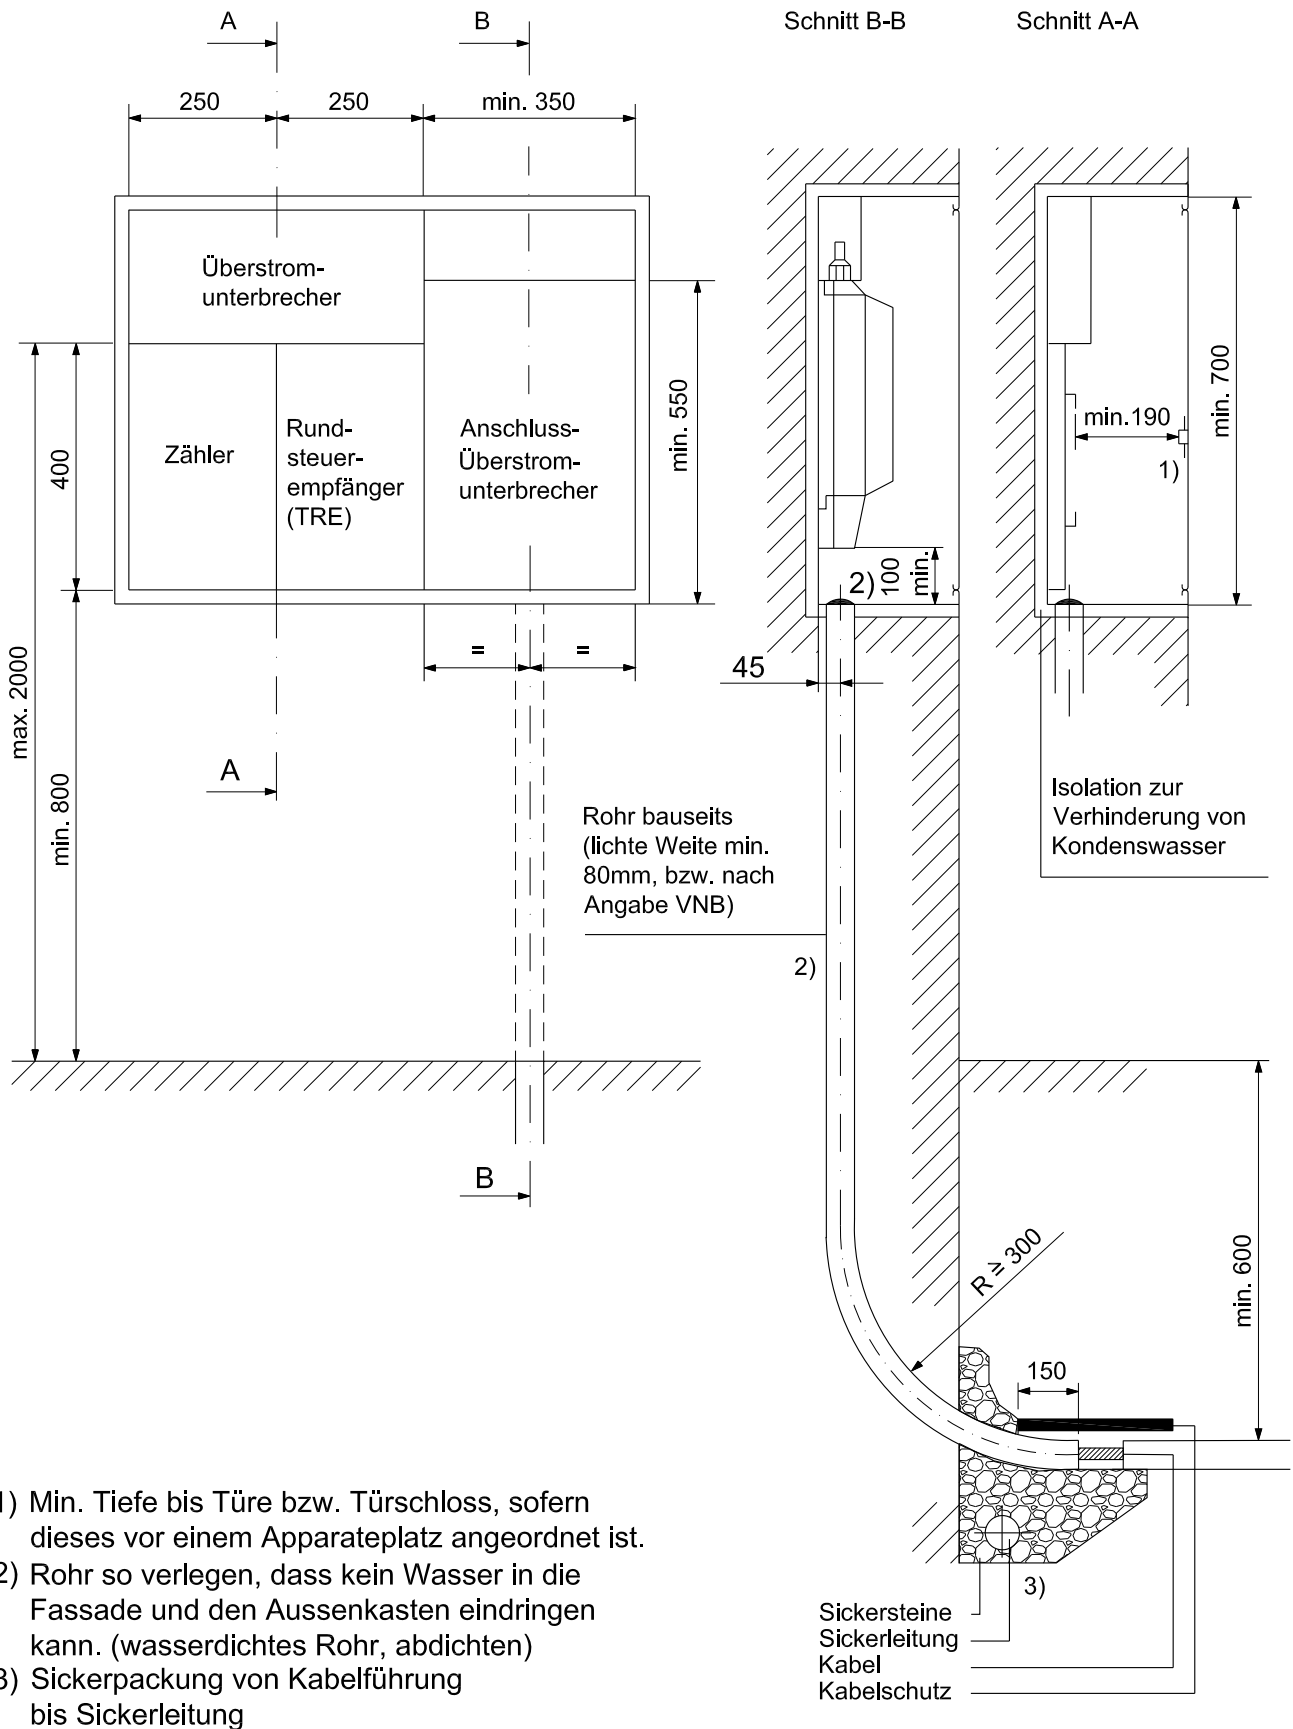 A
B
Schnitt B-B
Schnitt A-A
250
250
min. 350
Überstrom-
unterbrecher
Zähler
Rund-
steuer-
empfänger
(TRE)
Anschluss-
Überstrom-
unterbrecher
400
max. 2000
min. 800
min. 550
=
=
A
B
2)
100
min.
45
min.190
1)
min. 700
Isolation zur
Verhinderung von
Kondenswasser
Rohr bauseits
(lichte Weite min.
80mm, bzw. nach
Angabe VNB)
2)
R ≥ 300
150
min. 600
3)
Sickersteine
Sickerleitung
Kabel
Kabelschutz
1) Min. Tiefe bis Türe bzw. Türschloss, sofern
dieses vor einem Apparateplatz angeordnet ist.
2) Rohr so verlegen, dass kein Wasser in die
Fassade und den Aussenkasten eindringen
kann. (wasserdichtes Rohr, abdichten)
3) Sickerpackung von Kabelführung
bis Sickerleitung